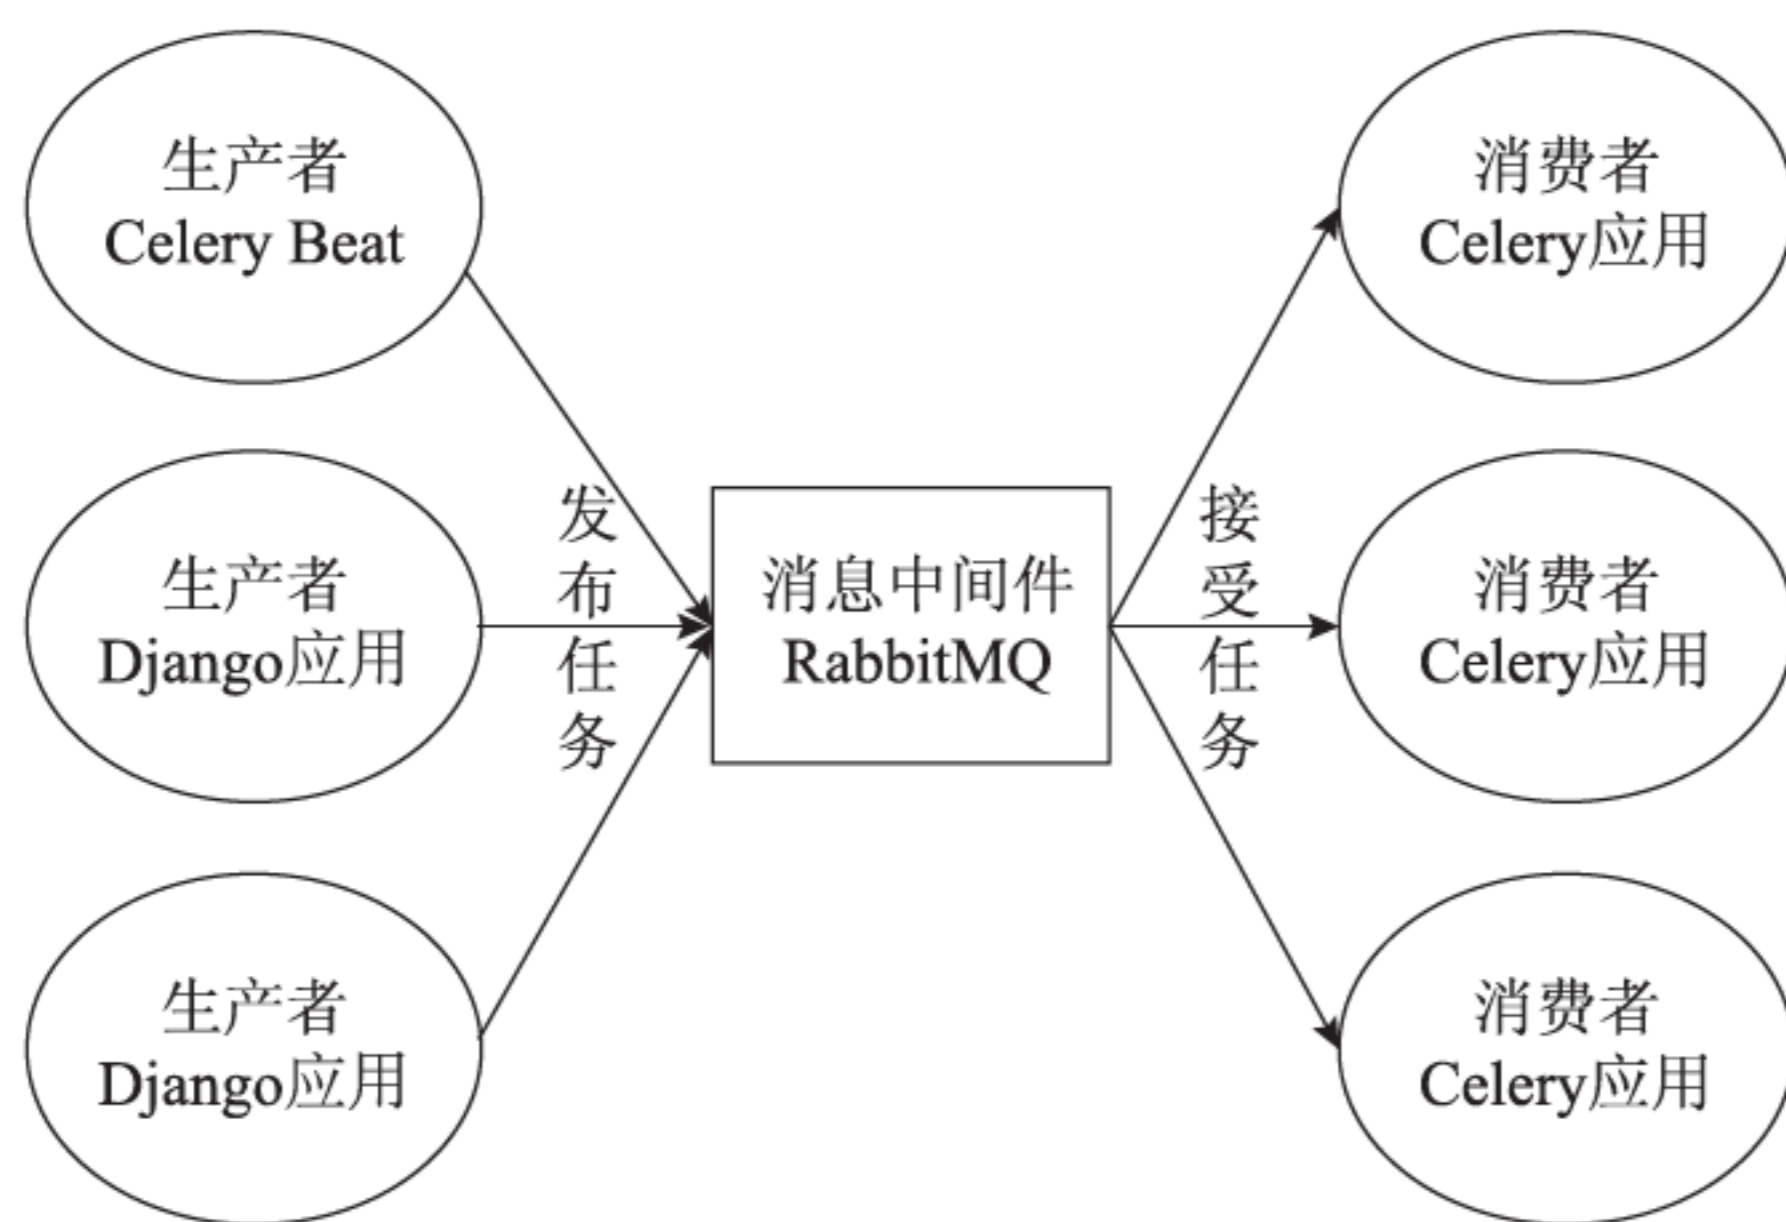 生产者
Celery Beat
生产者
Django应用
生产者
Django应用
发布任务
消息中间件
RabbitMQ
接受任务
消费者
Celery应用
消费者
Celery应用
消费者
Celery应用